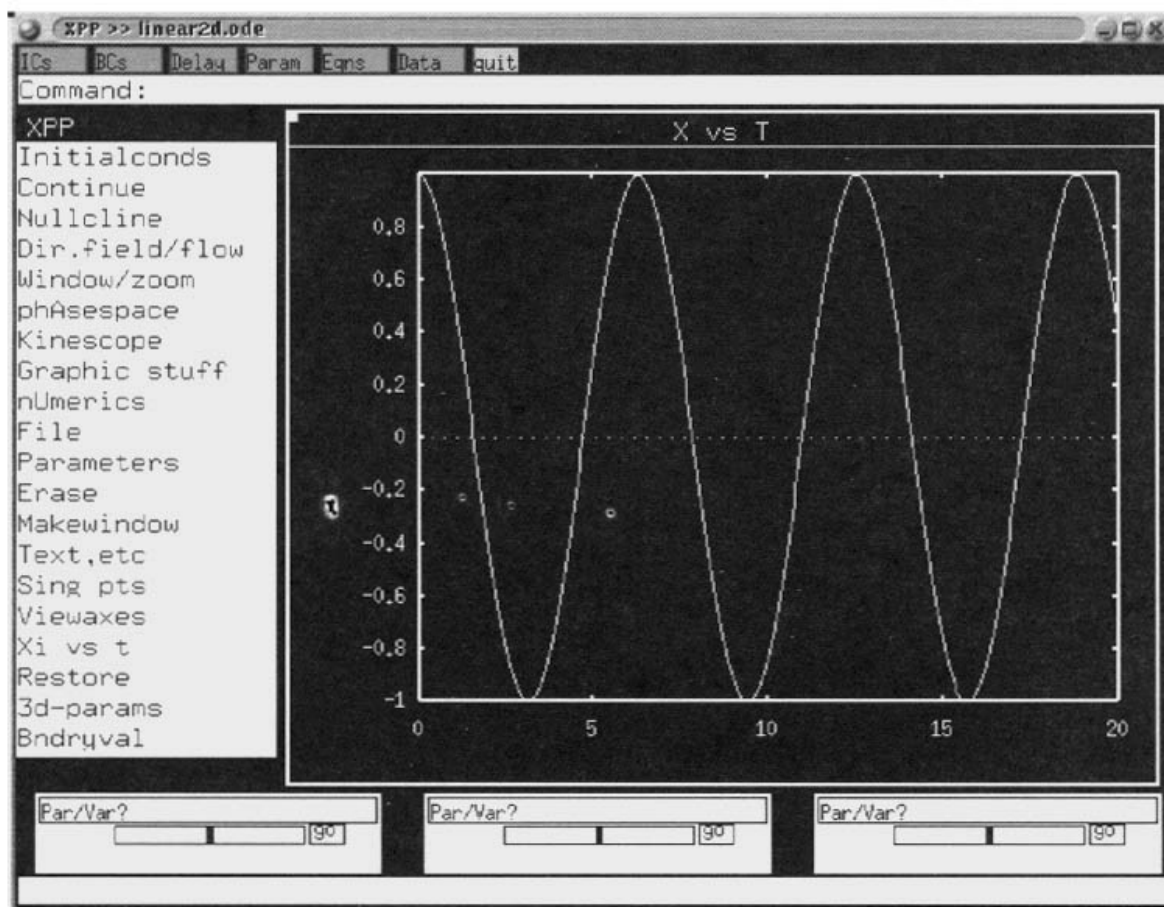 XPP >> linear2d.ode
ICs BCs Delay Param Eqns Data quit
Command:
XPP
Initialconds
Continue
Nullcline
Dir.field/flow
Window/zoom
phAsespace
Kinescope
Graphic stuff
nUmerics
File
Parameters
Erase
Makewindow
Text,etc
Sing pts
Viewaxes
Xi vs t
Restore
3d-params
Bndryval
X vs T
0.8
0.6
0.4
0.2
0
-0.2
-0.4
-0.6
-0.8
-1
0 5 10 15 20
Par/Var? Par/Var? Par/Var?
go go go